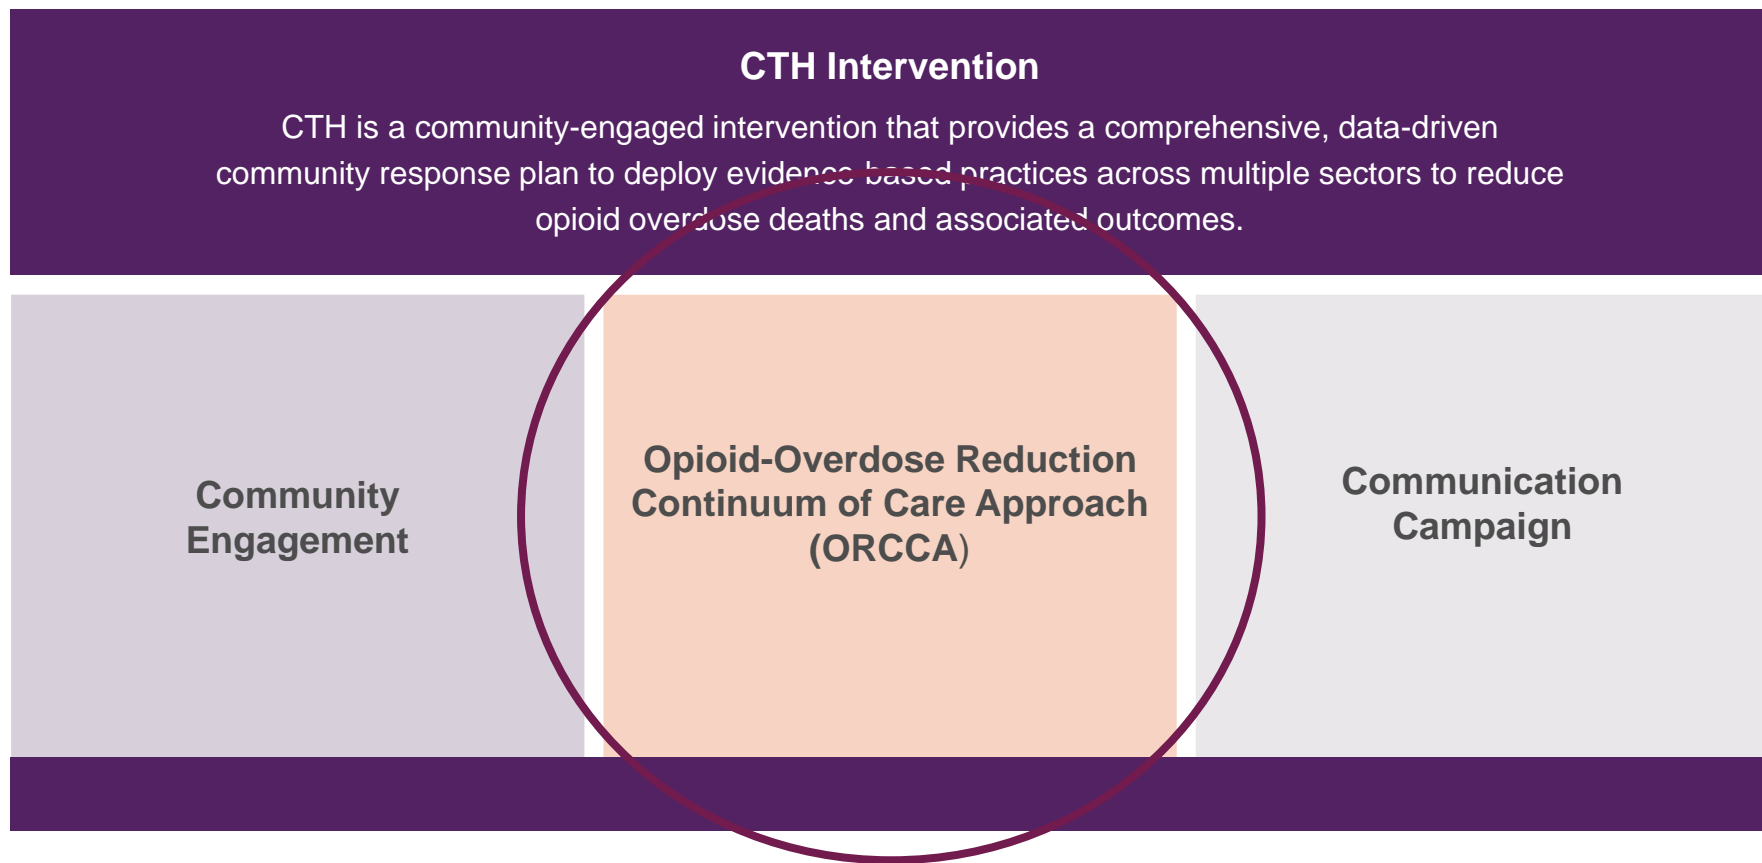 CTH Intervention
CTH is a community-engaged intervention that provides a comprehensive, data-driven
community response plan to deploy evidence-based practices across multiple sectors to reduce
opioid overdose deaths and associated outcomes.
Community
Engagement
Opioid-Overdose Reduction
Continuum of Care Approach
(ORCCA)
Communication
Campaign